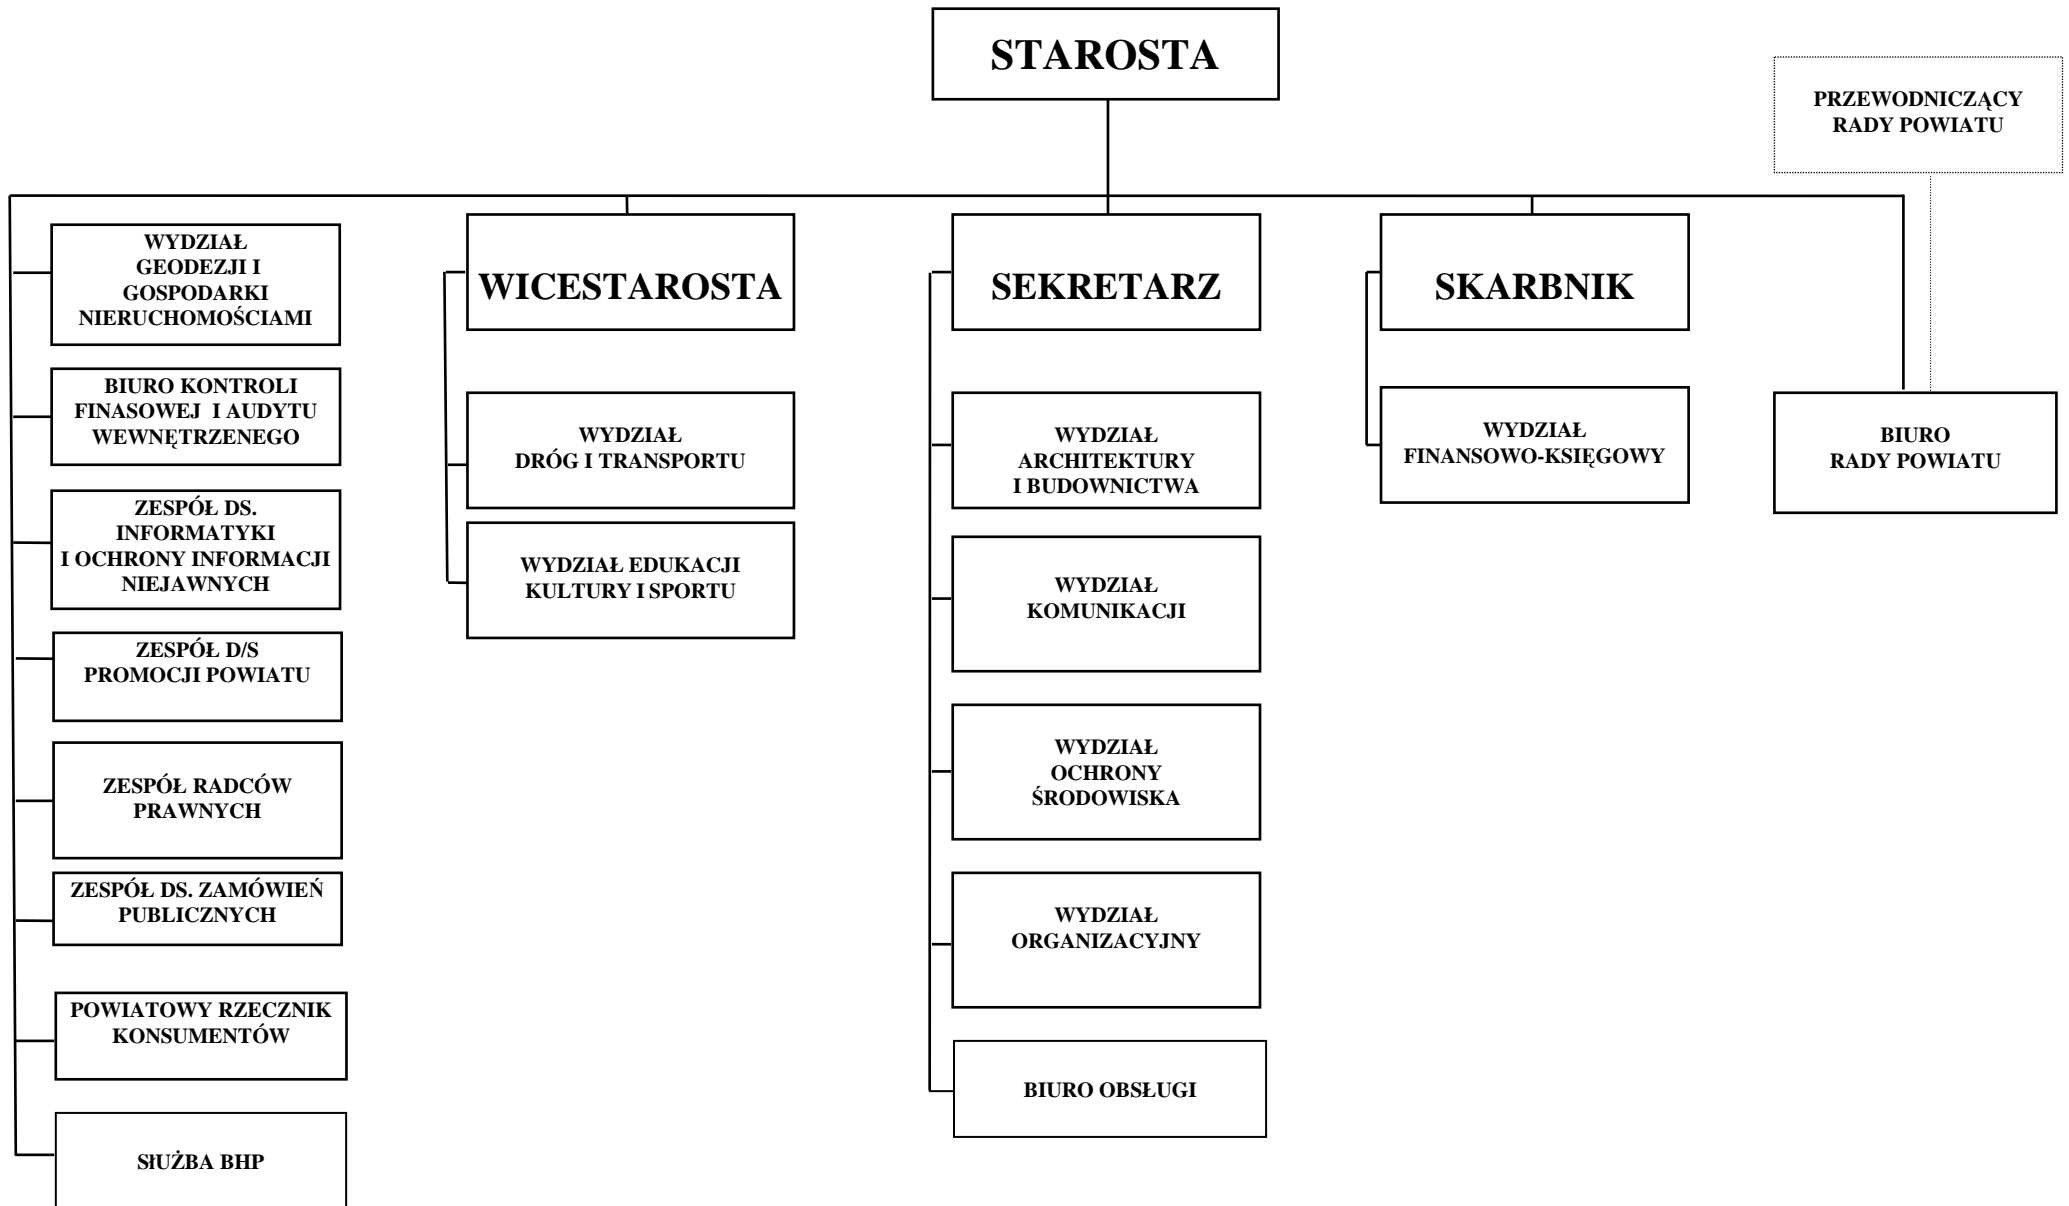 STAROSTA
PRZEWODNICZĄCY
RADY POWIATU
WYDZIAŁ
GEODEZJI I
GOSPODARKI
NIERUCHOMOŚCIAMI
BIURO KONTROLI
FINASOWEJ I AUDYTU
WEWNĘTRZENEGO
ZESPÓŁ DS.
INFORMATYKI
I OCHRONY INFORMACJI
NIEJAWNYCH
ZESPÓŁ D/S
PROMOCJI POWIATU
ZESPÓŁ RADCÓW
PRAWNYCH
ZESPÓŁ DS. ZAMÓWIEŃ
PUBLICZNYCH
POWIATOWY RZECZNIK
KONSUMENTÓW
SłUŻBA BHP
WICESTAROSTA
WYDZIAŁ
DRÓG I TRANSPORTU
WYDZIAŁ EDUKACJI
KULTURY I SPORTU
SEKRETARZ
WYDZIAŁ
ARCHITEKTURY
I BUDOWNICTWA
WYDZIAŁ
KOMUNIKACJI
WYDZIAŁ
OCHRONY
ŚRODOWISKA
WYDZIAŁ
ORGANIZACYJNY
BIURO OBSŁUGI
SKARBNIK
WYDZIAŁ
FINANSOWO-KSIĘGOWY
BIURO
RADY POWIATU